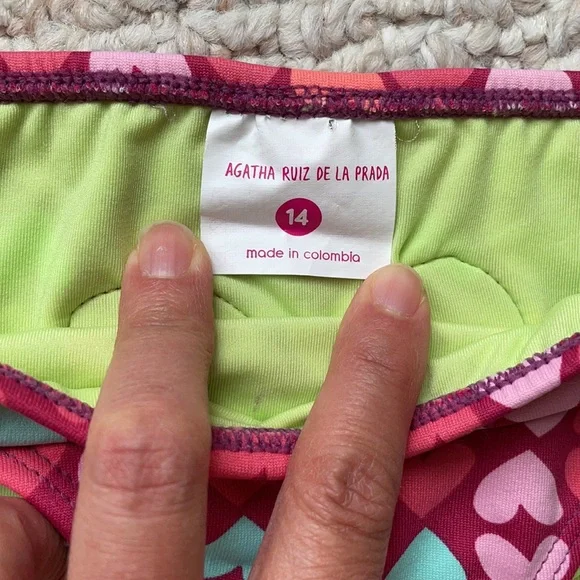 AGATHA RUIZ DE LA PRADA
14
made in colombia